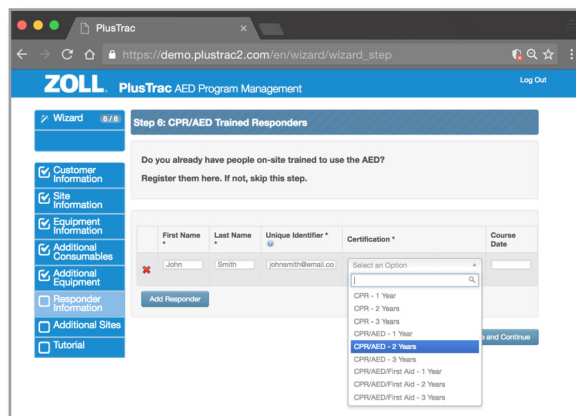 PlusTrac
https://demo.plustrac2.com/en/wizard/wizard_step
ZOLL. PlusTrac AED Program Management
Log Out
Wizard 6/8
Customer Information
Site Information
Equipment Information
Additional Consumables
Additional Equipment
Responder Information
Additional Sites
Tutorial
Step 6: CPR/AED Trained Responders
Do you already have people on-site trained to use the AED?
Register them here. If not, skip this step.
First Name * Last Name * Unique Identifier * Certification * Course Date
John Smith johnsmith@email.co Select an Option
CPR - 1 Year
CPR - 2 Years
CPR - 3 Years
CPR/AED - 1 Year
CPR/AED - 2 Years
CPR/AED - 3 Years
CPR/AED/First Aid - 1 Year
CPR/AED/First Aid - 2 Years
CPR/AED/First Aid - 3 Years
Add Responder
and Continue